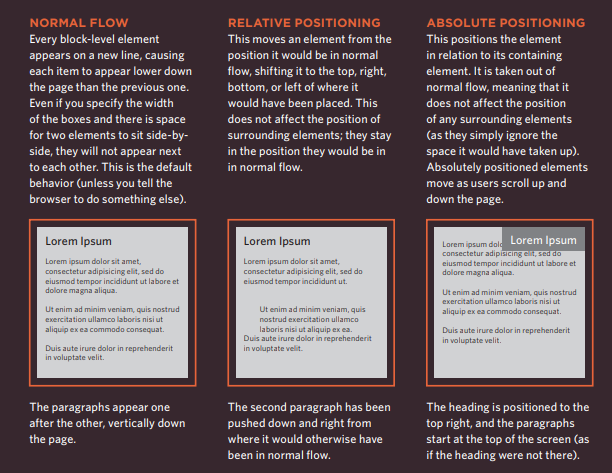 NORMAL FLOW
Every block-level element
appears on a new line, causing
each item to appear lower down
the page than the previous one.
Even if you specify the width
of the boxes and there is space
for two elements to sit side-by-
side, they will not appear next
to each other. This is the default
behavior (unless you tell the
browser to do something else).
Lorem Ipsum
Lorem ipsum dolor sit amet,
consectetur adipisicing elit, sed do
eiusmod tempor incididunt ut labore et
dolore magna aliqua.
Ut enim ad minim veniam, quis nostrud
exercitation ullamco laboris nisi ut
aliquip ex ea commodo consequat.
Duis aute irure dolor in reprehenderit
in voluptate velit.
The paragraphs appear one
after the other, vertically down
the page.
RELATIVE POSITIONING
This moves an element from the
position it would be in normal
flow, shifting it to the top, right,
bottom, or left of where it
would have been placed. This
does not affect the position of
surrounding elements; they stay
in the position they would be in
in normal flow.
Lorem Ipsum
Lorem ipsum dolor sit amet,
consectetur adipisicing elit, sed do
eiusmod tempor incididunt ut.
Ut enim ad minim veniam, quis
nostrud exercitation ullamco
laboris nisi ut aliquip ex ea.
Duis aute irure dolor in reprehenderit
in voluptate velit.
The second paragraph has been
pushed down and right from
where it would otherwise have
been in normal flow.
ABSOLUTE POSITIONING
This positions the element
in relation to its containing
element. It is taken out of
normal flow, meaning that it
does not affect the position
of any surrounding elements
(as they simply ignore the
space it would have taken up).
Absolutely positioned elements
move as users scroll up and
down the page.
Lorem Ipsum
Lorem ipsum dolo
consectetur adipisicing elit, sed do
eiusmod tempor incididunt ut labore et
dolore magna aliqua.
Ut enim ad minim veniam, quis nostrud
exercitation ullamco laboris nisi ut
aliquip ex ea commodo consequat.
Duis aute irure dolor in reprehenderit
in voluptate velit.
The heading is positioned to the
top right, and the paragraphs
start at the top of the screen (as
if the heading were not there).